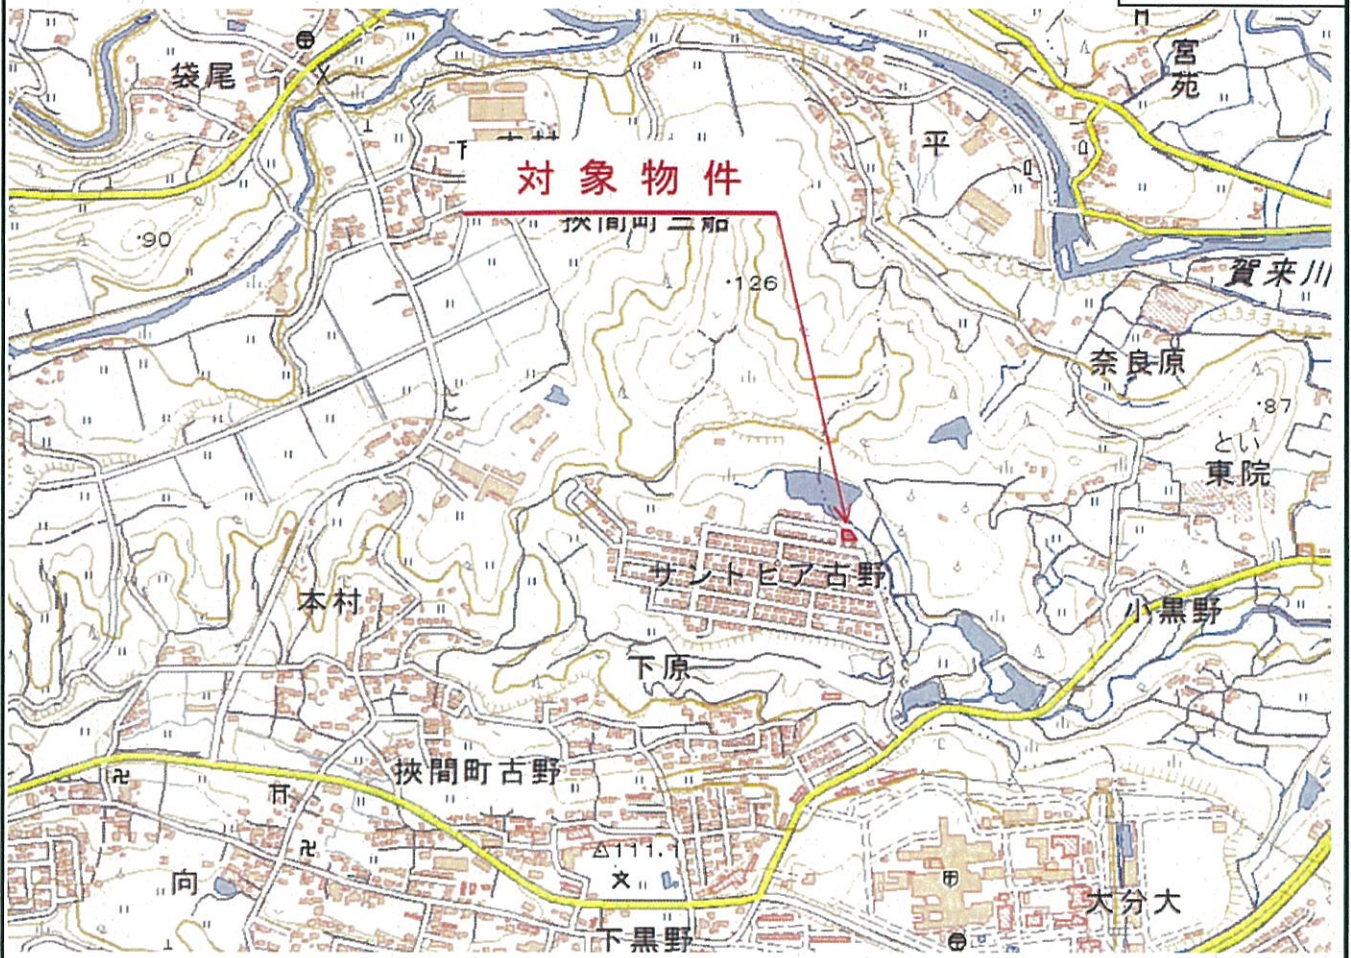 袋尾
宮苑
平
対象物件
挾間町三船
・90
・126
賀来川
奈良原
・87
とい
東院
サントピア古野
本村
小黒野
下原
挾間町古野
111.1
向
大分大
下黒野